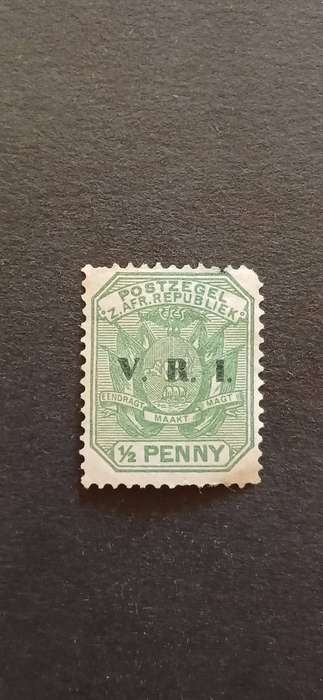 POSTZEGEL
Z. AFR. REPUBLIEK
V. R. I.
EENDRAGT MAAKT MAGT
½ PENNY